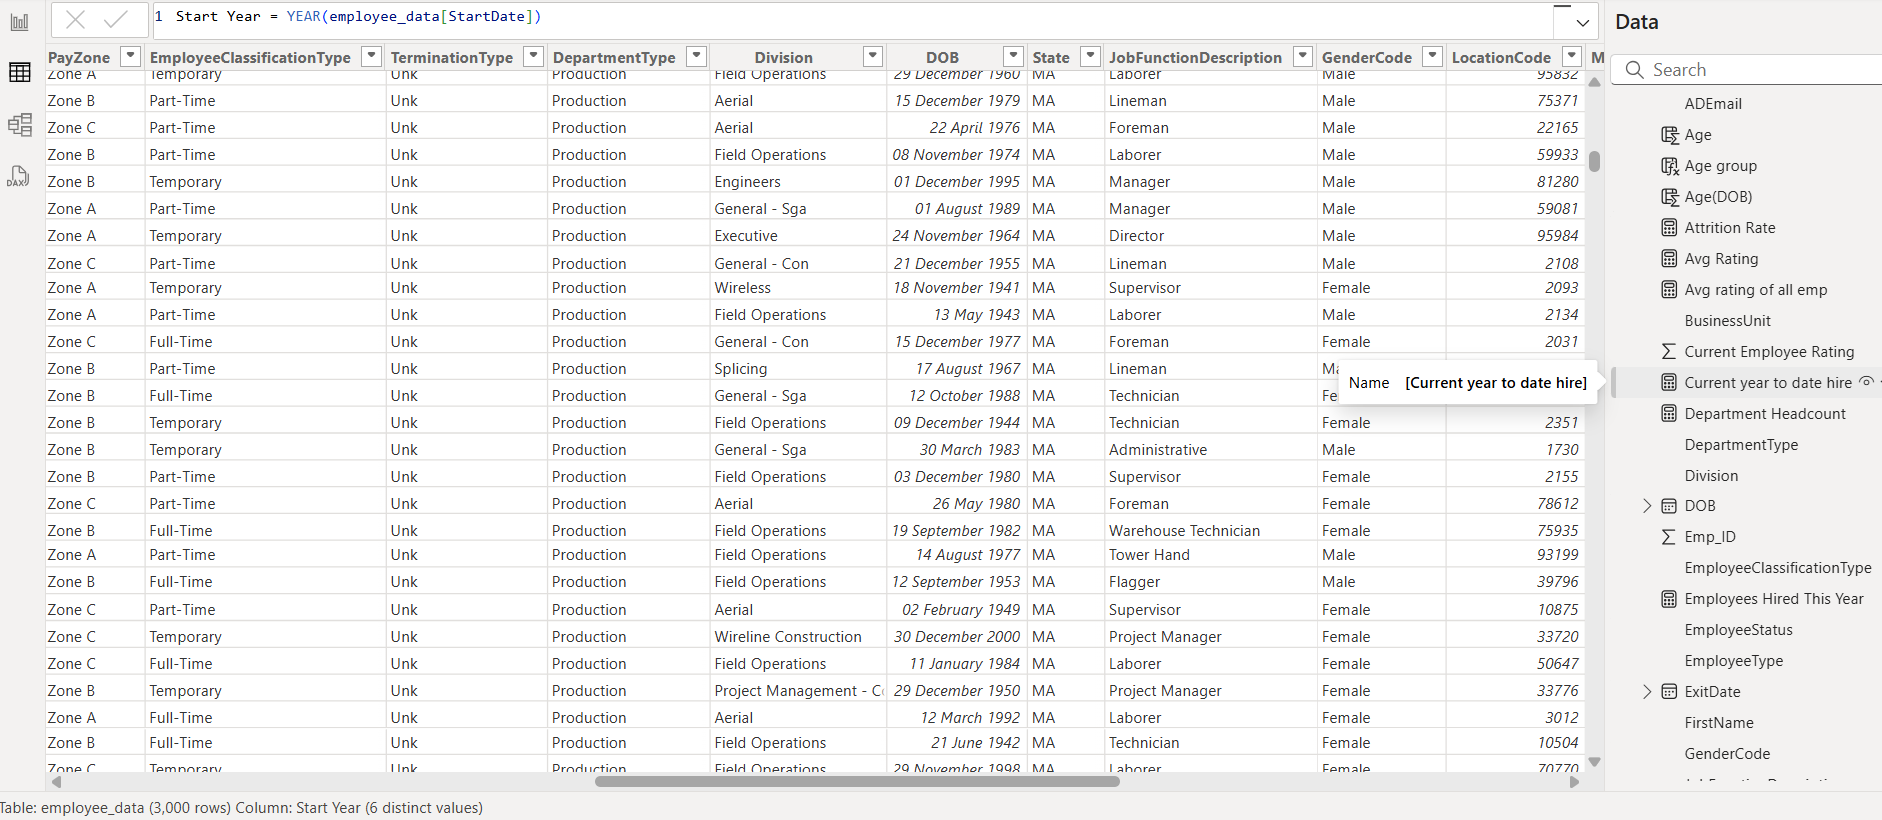 1 Start Year = YEAR(employee_data[StartDate])
Data
Search
PayZone EmployeeClassificationType TerminationType DepartmentType Division DOB State JobFunctionDescription GenderCode LocationCode M
Zone A Temporary Unk Production Field Operations 29 December 1960 MA Laborer Male 95832
Zone B Part-Time Unk Production Aerial 15 December 1979 MA Lineman Male 75371
Zone C Part-Time Unk Production Aerial 22 April 1976 MA Foreman Male 22165
Zone B Part-Time Unk Production Field Operations 08 November 1974 MA Laborer Male 59933
Zone B Temporary Unk Production Engineers 01 December 1995 MA Manager Male 81280
Zone A Part-Time Unk Production General - Sga 01 August 1989 MA Manager Male 59081
Zone A Temporary Unk Production Executive 24 November 1964 MA Director Male 95984
Zone C Part-Time Unk Production General - Con 21 December 1955 MA Lineman Male 2108
Zone A Temporary Unk Production Wireless 18 November 1941 MA Supervisor Female 2093
Zone A Part-Time Unk Production Field Operations 13 May 1943 MA Laborer Male 2134
Zone C Full-Time Unk Production General - Con 15 December 1977 MA Foreman Female 2031
Zone B Part-Time Unk Production Splicing 17 August 1967 MA Lineman Ma
Zone B Full-Time Unk Production General - Sga 12 October 1988 MA Technician Fe
Zone B Temporary Unk Production Field Operations 09 December 1944 MA Technician Female 2351
Zone B Temporary Unk Production General - Sga 30 March 1983 MA Administrative Male 1730
Zone B Part-Time Unk Production Field Operations 03 December 1980 MA Supervisor Female 2155
Zone C Part-Time Unk Production Aerial 26 May 1980 MA Foreman Female 78612
Zone B Full-Time Unk Production Field Operations 19 September 1982 MA Warehouse Technician Female 75935
Zone A Part-Time Unk Production Field Operations 14 August 1977 MA Tower Hand Male 93199
Zone B Full-Time Unk Production Field Operations 12 September 1953 MA Flagger Male 39796
Zone C Part-Time Unk Production Aerial 02 February 1949 MA Supervisor Female 10875
Zone C Temporary Unk Production Wireline Construction 30 December 2000 MA Project Manager Female 33720
Zone C Full-Time Unk Production Field Operations 11 January 1984 MA Laborer Female 50647
Zone B Temporary Unk Production Project Management - Co 29 December 1950 MA Project Manager Female 33776
Zone A Full-Time Unk Production Aerial 12 March 1992 MA Laborer Female 3012
Zone B Full-Time Unk Production Field Operations 21 June 1942 MA Technician Female 10504
Zone C Temporary Unk Production Field Operations 29 November 1998 MA Laborer Female 70770
Name [Current year to date hire]
ADEmail
Age
Age group
Age(DOB)
Attrition Rate
Avg Rating
Avg rating of all emp
BusinessUnit
Current Employee Rating
Current year to date hire
Department Headcount
DepartmentType
Division
DOB
Emp_ID
EmployeeClassificationType
Employees Hired This Year
EmployeeStatus
EmployeeType
ExitDate
FirstName
GenderCode
DAX
Table: employee_data (3,000 rows) Column: Start Year (6 distinct values)